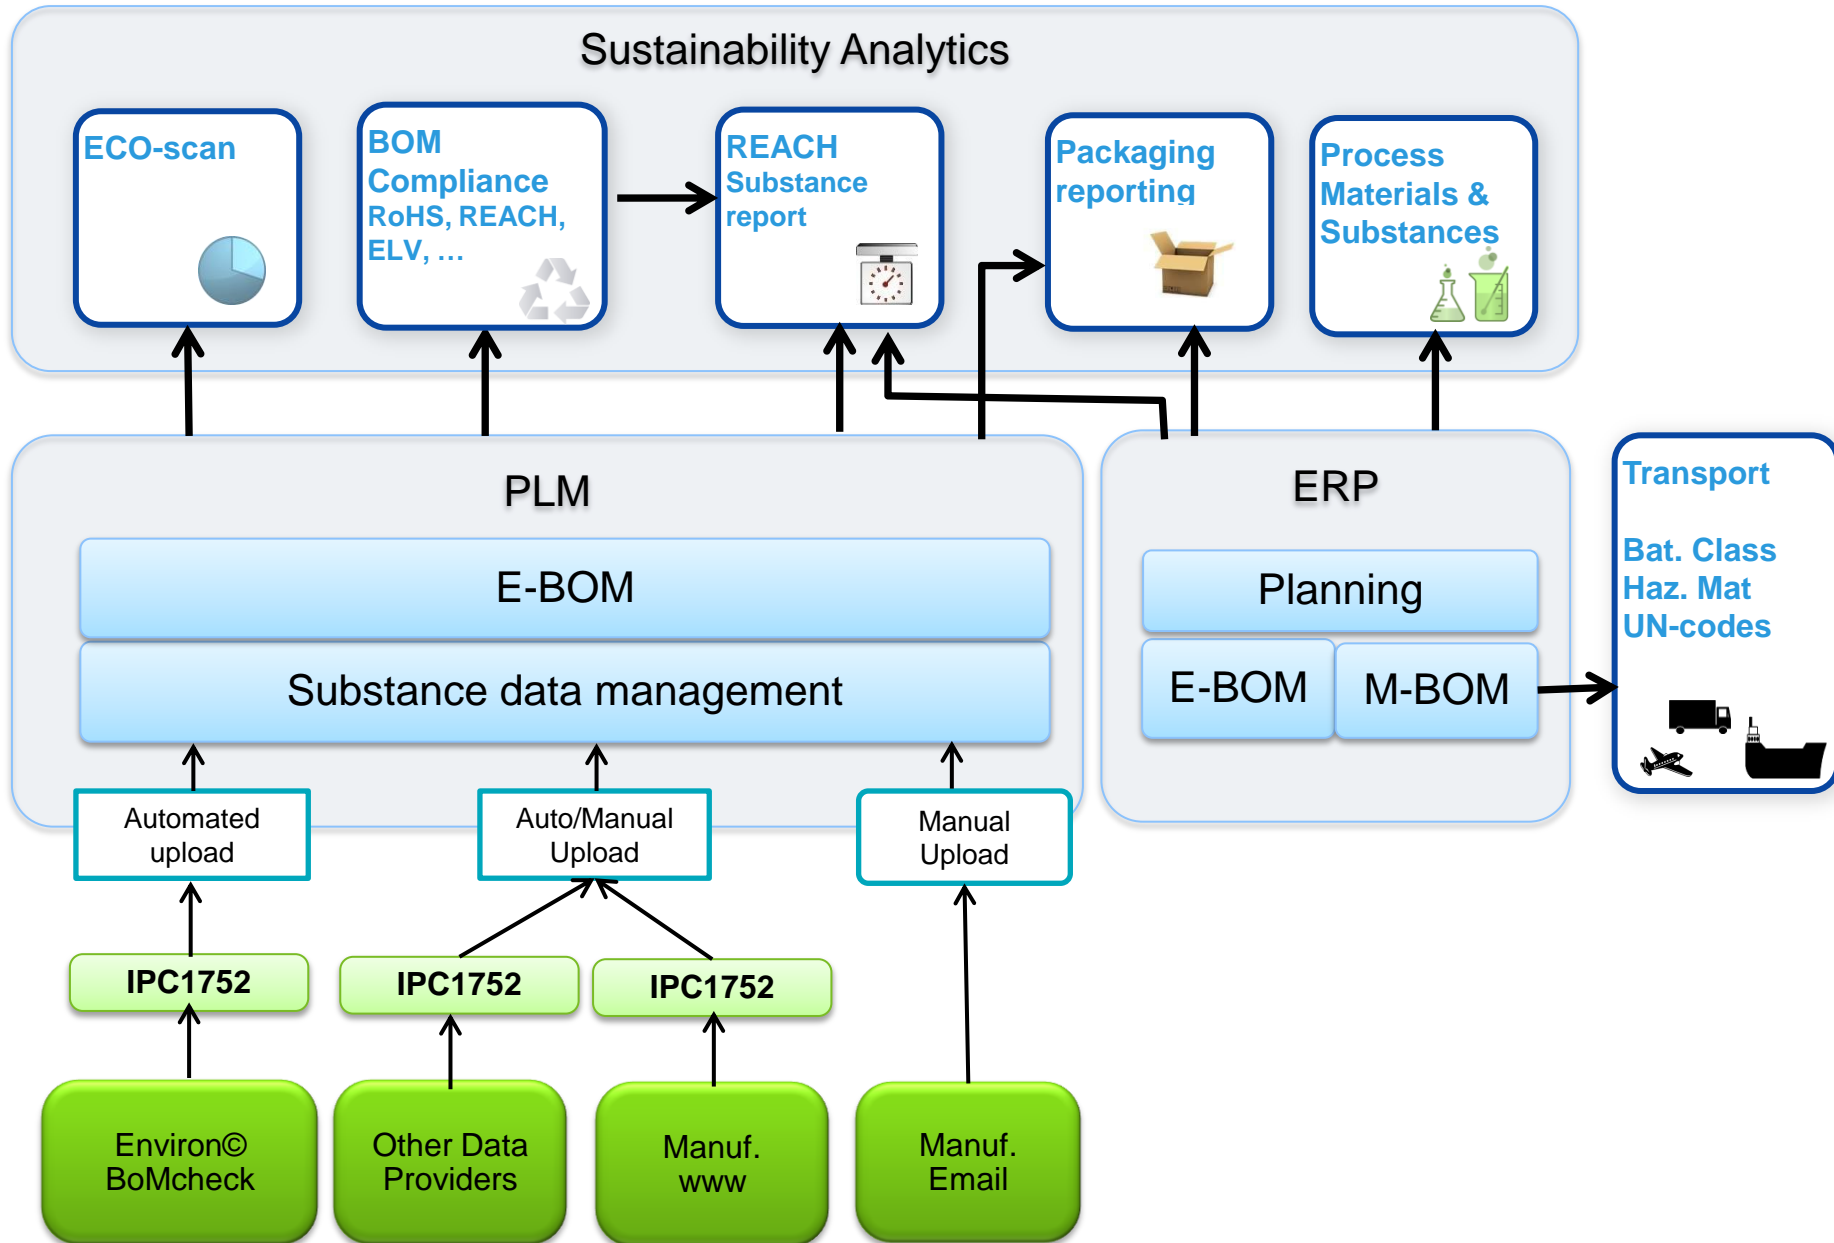 Sustainability Analytics
ECO-scan
BOM
Compliance
RoHS, REACH,
ELV, ...
REACH
Substance
report
Packaging
reporting
Process
Materials &
Substances
PLM
E-BOM
Substance data management
ERP
Planning
E-BOM
M-BOM
Transport
Bat. Class
Haz. Mat
UN-codes
Automated
upload
Auto/Manual
Upload
Manual
Upload
IPC1752
IPC1752
IPC1752
Environ©
BoMcheck
Other Data
Providers
Manuf.
www
Manuf.
Email